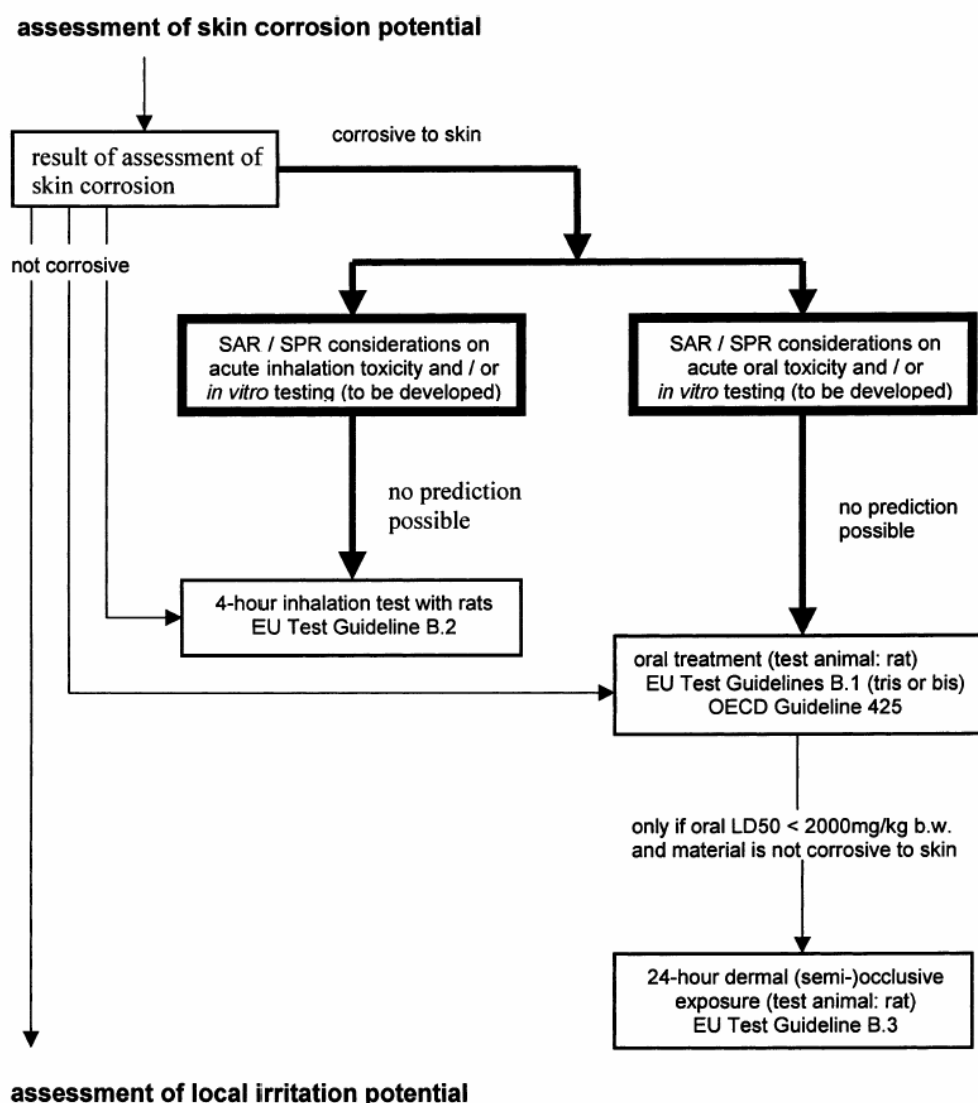 assessment of skin corrosion potential
corrosive to skin
result of assessment of
skin corrosion
not corrosive
SAR / SPR considerations on
acute inhalation toxicity and / or
in vitro testing (to be developed)
SAR / SPR considerations on
acute oral toxicity and / or
in vitro testing (to be developed)
no prediction
possible
no prediction
possible
4-hour inhalation test with rats
EU Test Guideline B.2
oral treatment (test animal: rat)
EU Test Guidelines B.1 (tris or bis)
OECD Guideline 425
only if oral LD50 < 2000mg/kg b.w.
and material is not corrosive to skin
24-hour dermal (semi-)occlusive
exposure (test animal: rat)
EU Test Guideline B.3
assessment of local irritation potential